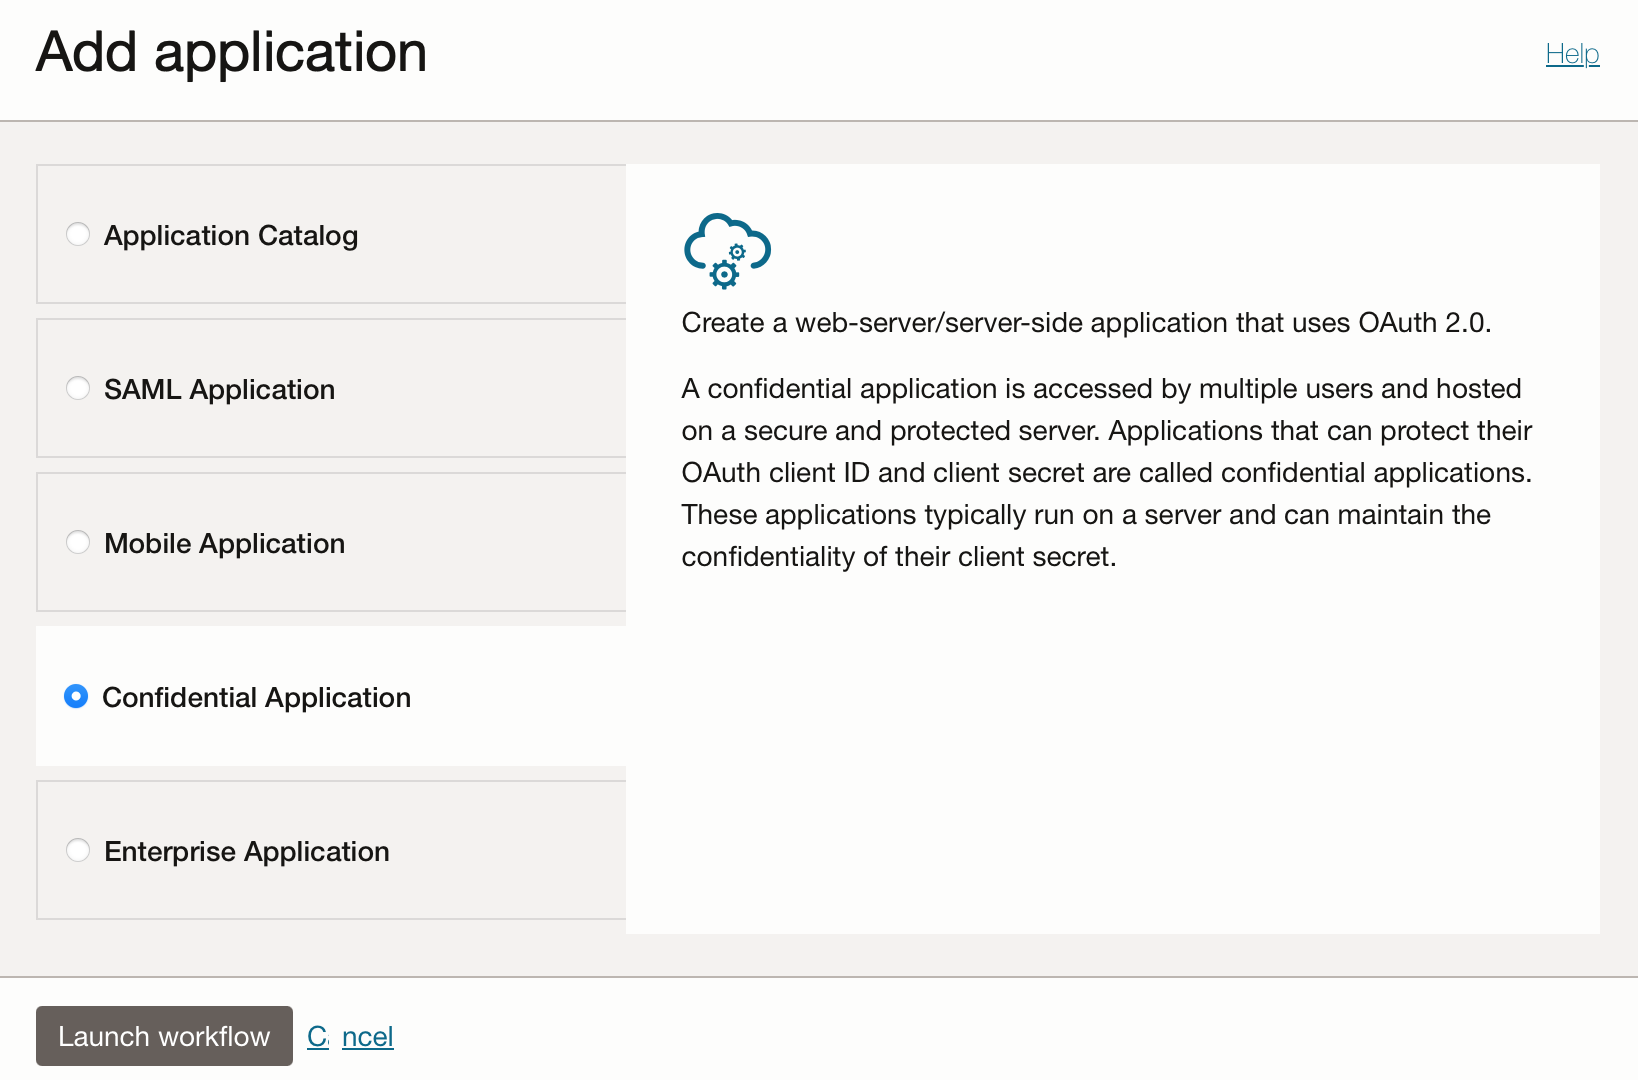 Add application
Help
Application Catalog
SAML Application
Mobile Application
Confidential Application
Enterprise Application
Create a web-server/server-side application that uses OAuth 2.0.
A confidential application is accessed by multiple users and hosted
on a secure and protected server. Applications that can protect their
OAuth client ID and client secret are called confidential applications.
These applications typically run on a server and can maintain the
confidentiality of their client secret.
Launch workflow